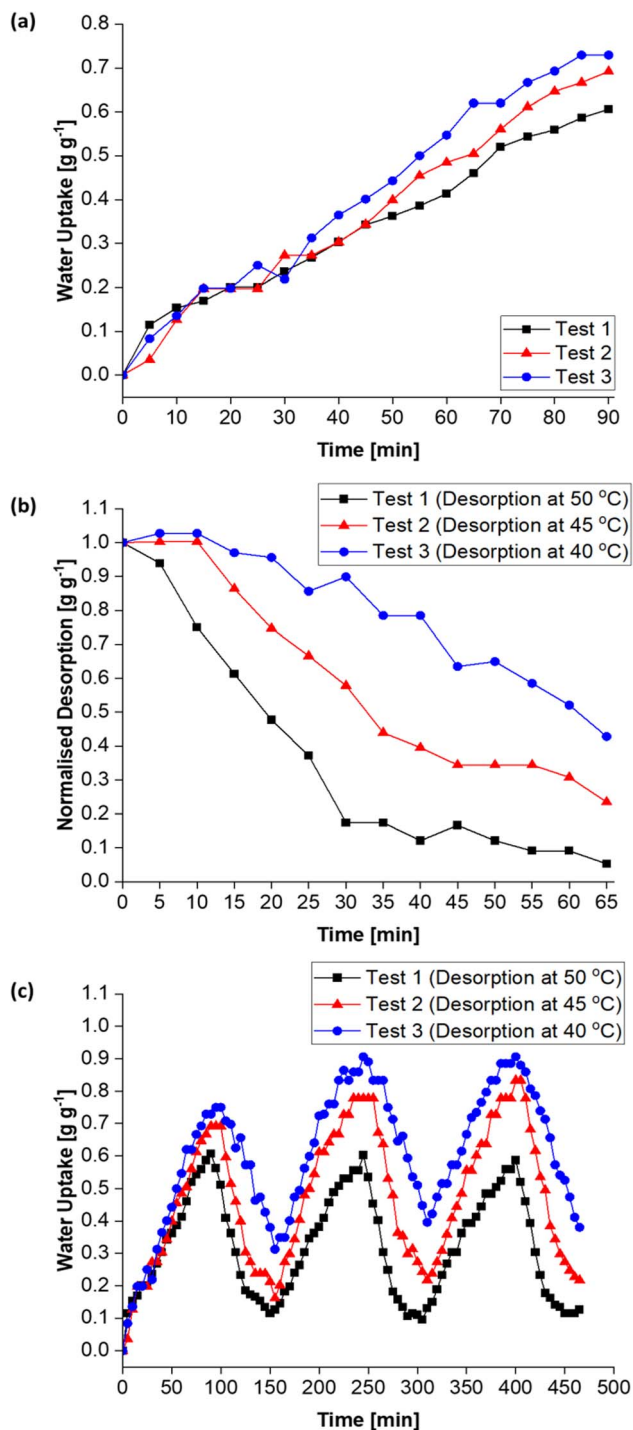 (a)
0.8
0.7
0.6
0.5
0.4
0.3
0.2
0.1
0.0
Water Uptake [g g⁻¹]
Test 1
Test 2
Test 3
0 10 20 30 40 50 60 70 80 90
Time [min]
(b)
Test 1 (Desorption at 50 °C)
Test 2 (Desorption at 45 °C)
Test 3 (Desorption at 40 °C)
1.1
1.0
0.9
0.8
0.7
0.6
0.5
0.4
0.3
0.2
0.1
0.0
Normalised Desorption [g g⁻¹]
0 5 10 15 20 25 30 35 40 45 50 55 60 65
Time [min]
(c)
Test 1 (Desorption at 50 °C)
Test 2 (Desorption at 45 °C)
Test 3 (Desorption at 40 °C)
1.1
1.0
0.9
0.8
0.7
0.6
0.5
0.4
0.3
0.2
0.1
0.0
Water Uptake [g g⁻¹]
0 50 100 150 200 250 300 350 400 450 500
Time [min]